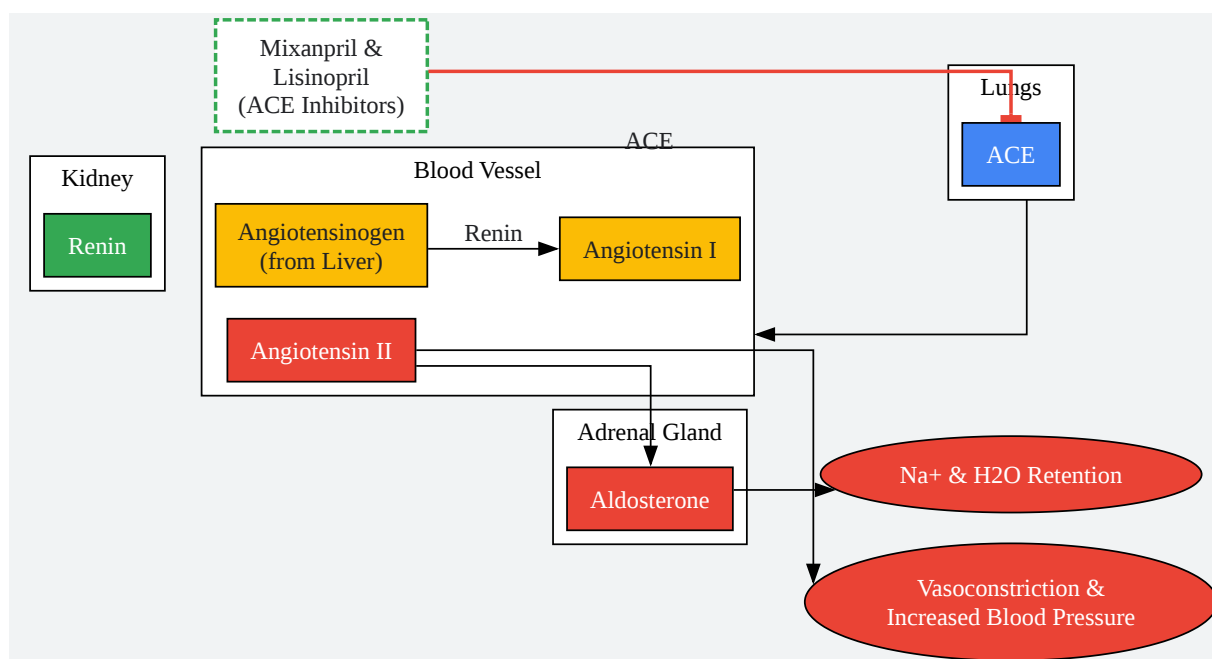 Mixanpril &
Lisinopril
(ACE Inhibitors)
Lungs
ACE
ACE
Blood Vessel
Kidney
Renin
Angiotensinogen
(from Liver)
Renin
Angiotensin I
Angiotensin II
Adrenal Gland
Aldosterone
Na+ & H2O Retention
Vasoconstriction &
Increased Blood Pressure